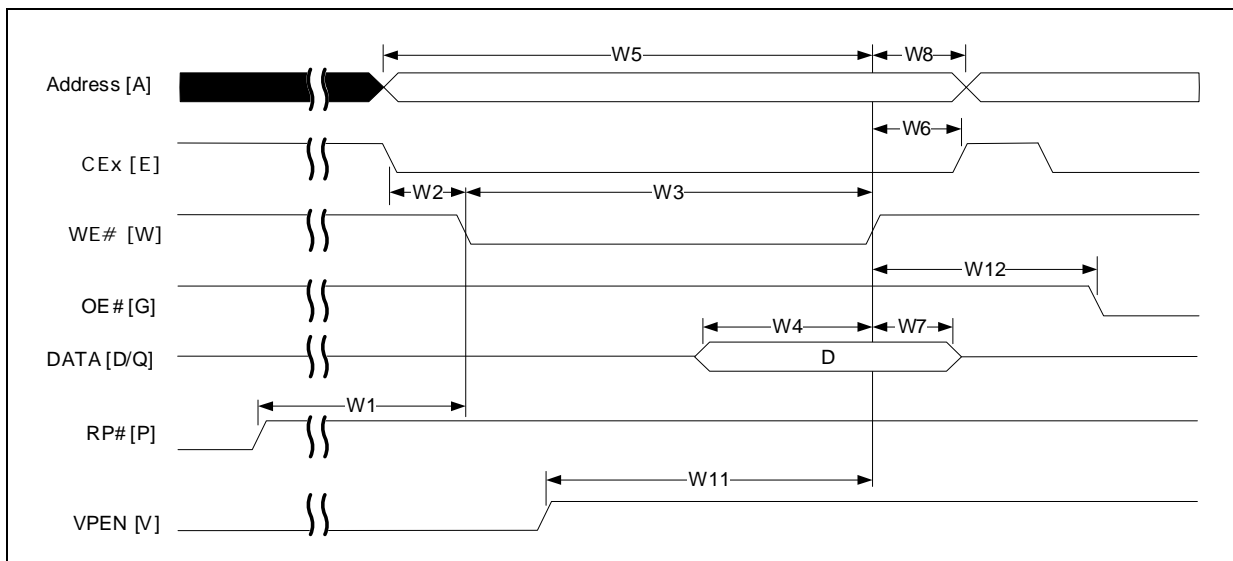 W5
W8
Address [A]
W6
CEx [E]
W2
W3
WE# [W]
W12
OE# [G]
W4
W7
DATA [D/Q]
D
W1
RP# [P]
W11
VPEN [V]